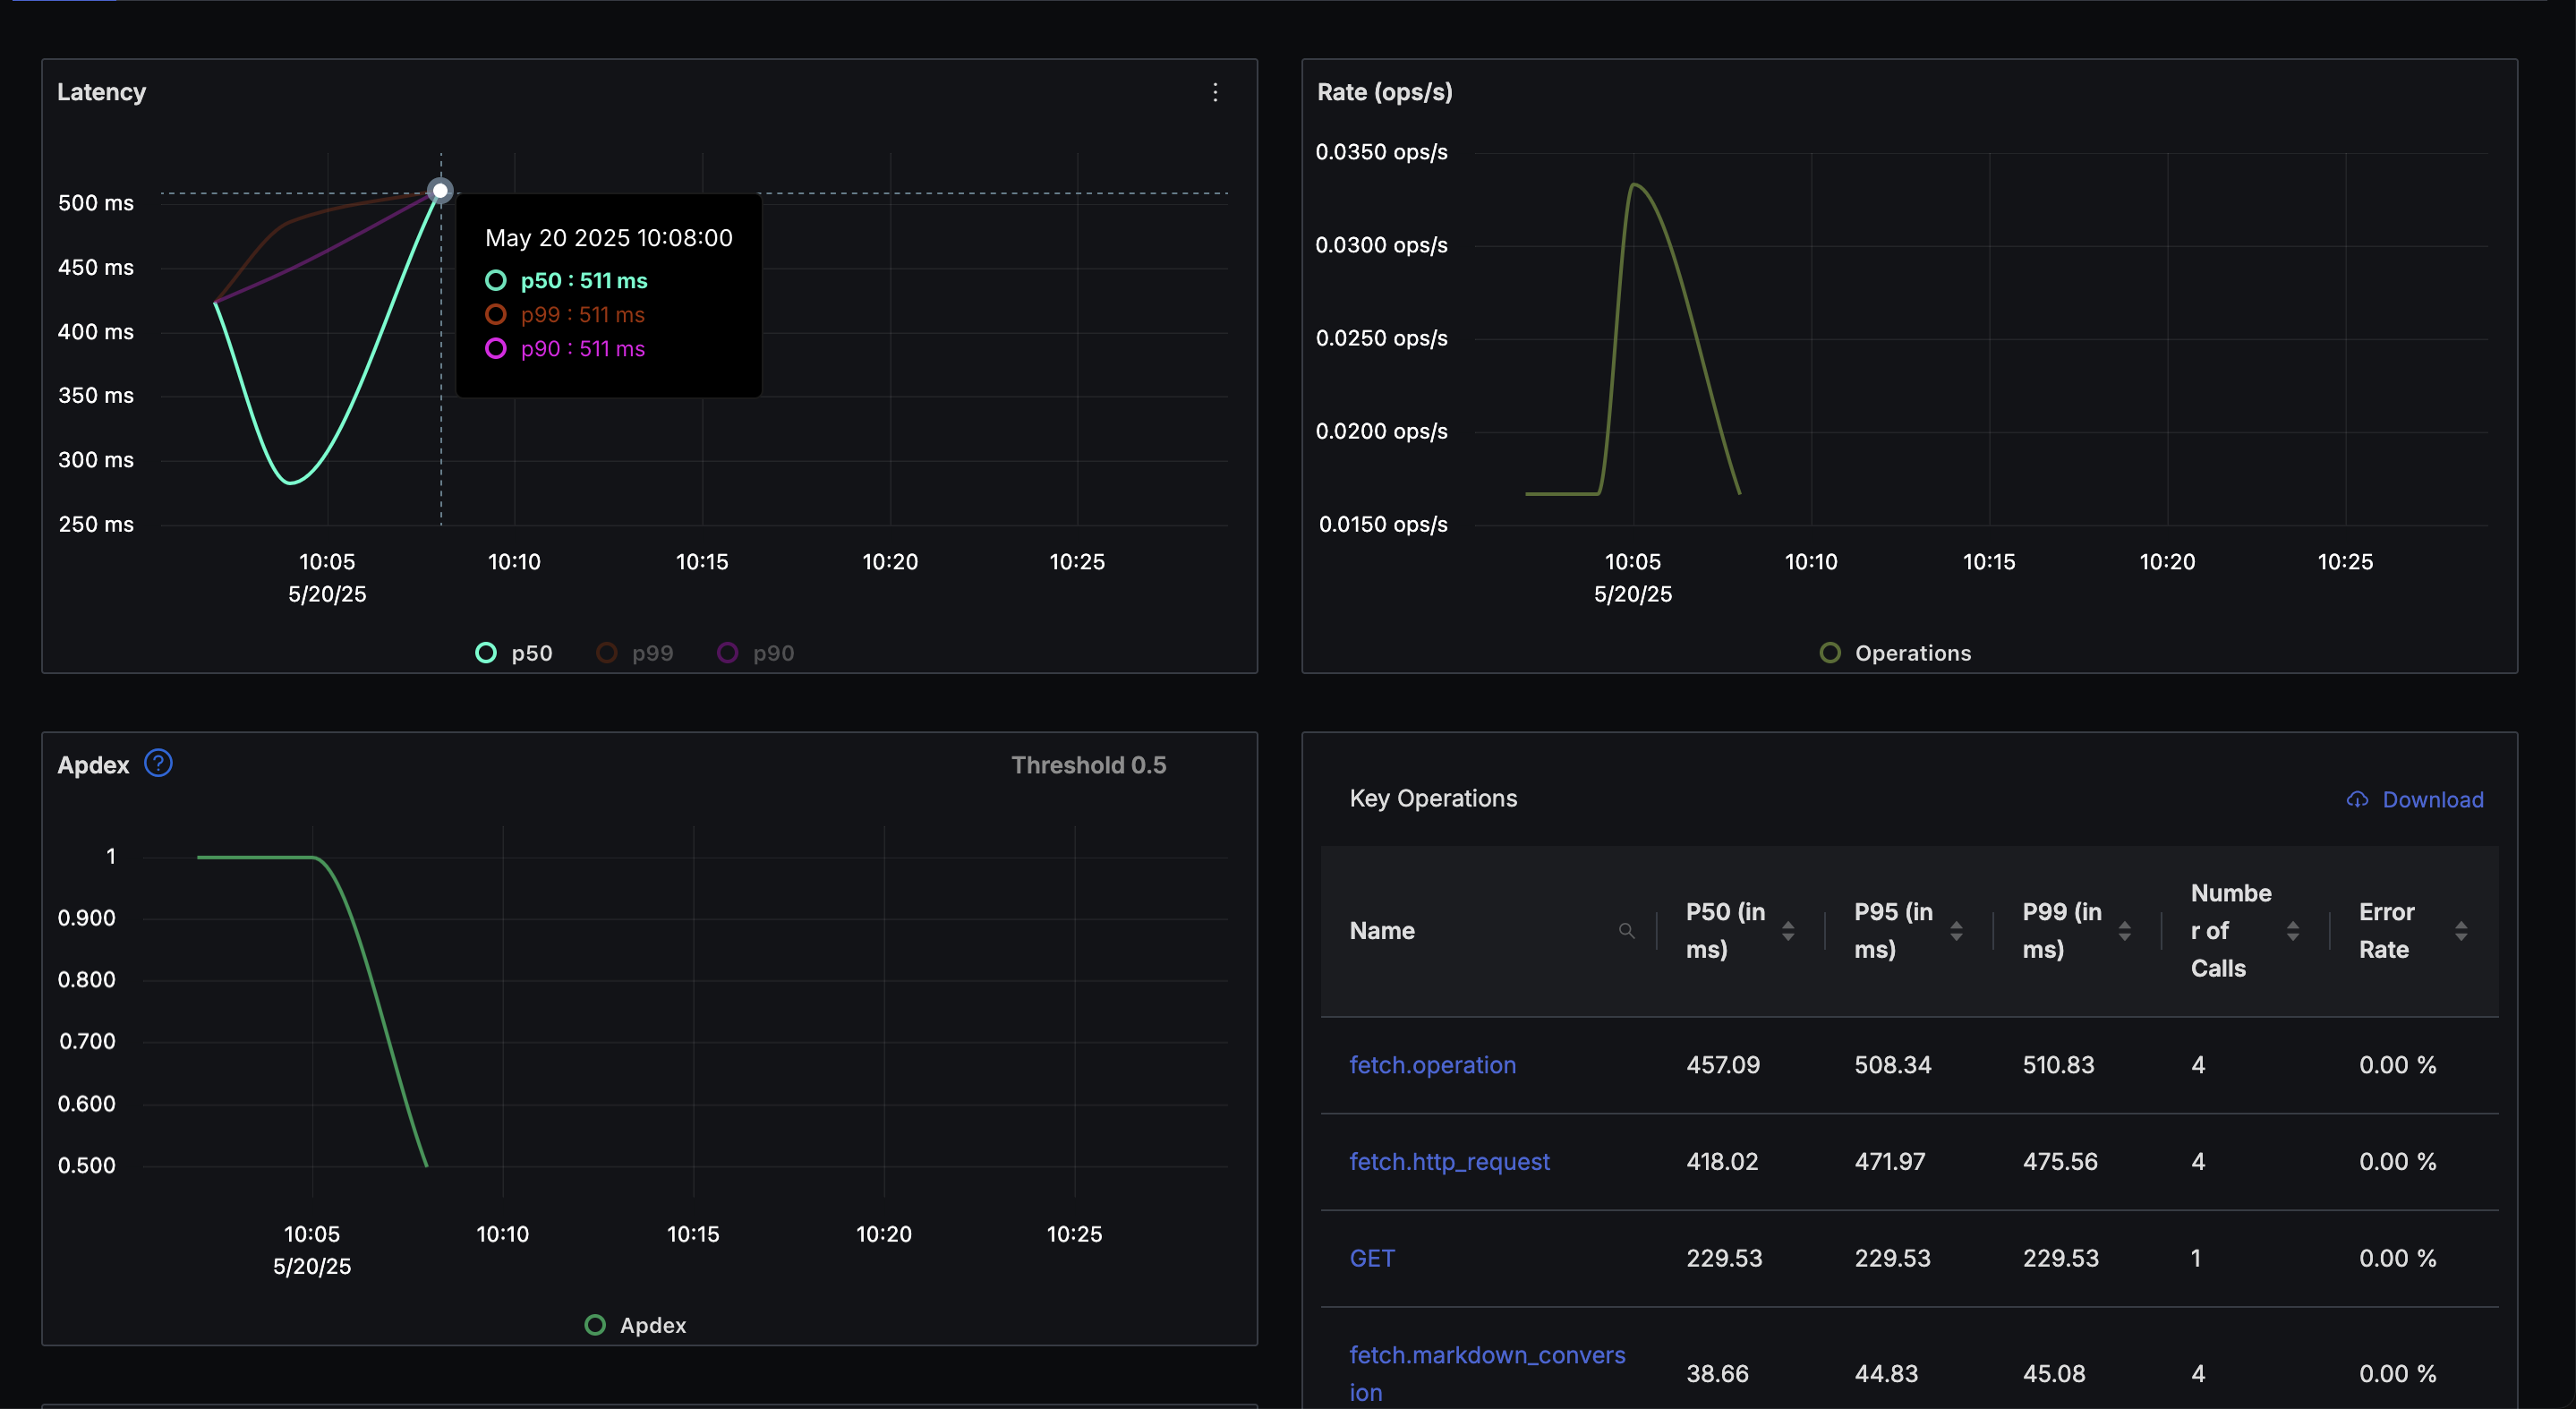 Latency
500 ms
450 ms
400 ms
350 ms
300 ms
250 ms
10:05
5/20/25
10:10
10:15
10:20
10:25
May 20 2025 10:08:00
p50 : 511 ms
p99 : 511 ms
p90 : 511 ms
p50 p99 p90
Rate (ops/s)
0.0350 ops/s
0.0300 ops/s
0.0250 ops/s
0.0200 ops/s
0.0150 ops/s
10:05
5/20/25
10:10
10:15
10:20
10:25
Operations
Apdex ?
Threshold 0.5
1
0.900
0.800
0.700
0.600
0.500
10:05
5/20/25
10:10
10:15
10:20
10:25
Apdex
Key Operations
Download
Name
P50 (in
ms)
P95 (in
ms)
P99 (in
ms)
Numbe
r of
Calls
Error
Rate
fetch.operation 457.09 508.34 510.83 4 0.00 %
fetch.http_request 418.02 471.97 475.56 4 0.00 %
GET 229.53 229.53 229.53 1 0.00 %
fetch.markdown_convers
ion
38.66 44.83 45.08 4 0.00 %